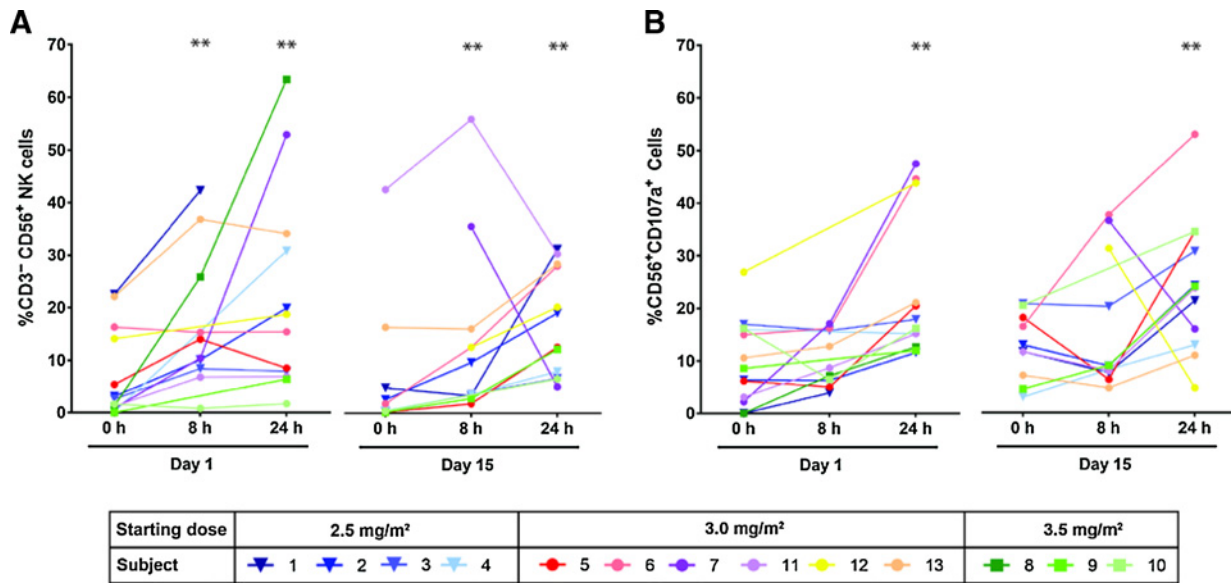 A
B
%CD3⁻ CD56⁺ NK cells
70
60
50
40
30
20
10
0
** ** ** **
0 h 8 h 24 h 0 h 8 h 24 h
Day 1 Day 15
%CD56⁺CD107a⁺ Cells
70
60
50
40
30
20
10
0
** **
0 h 8 h 24 h 0 h 8 h 24 h
Day 1 Day 15
Starting dose 2.5 mg/m² 3.0 mg/m² 3.5 mg/m²
Subject 1 2 3 4 5 6 7 11 12 13 8 9 10